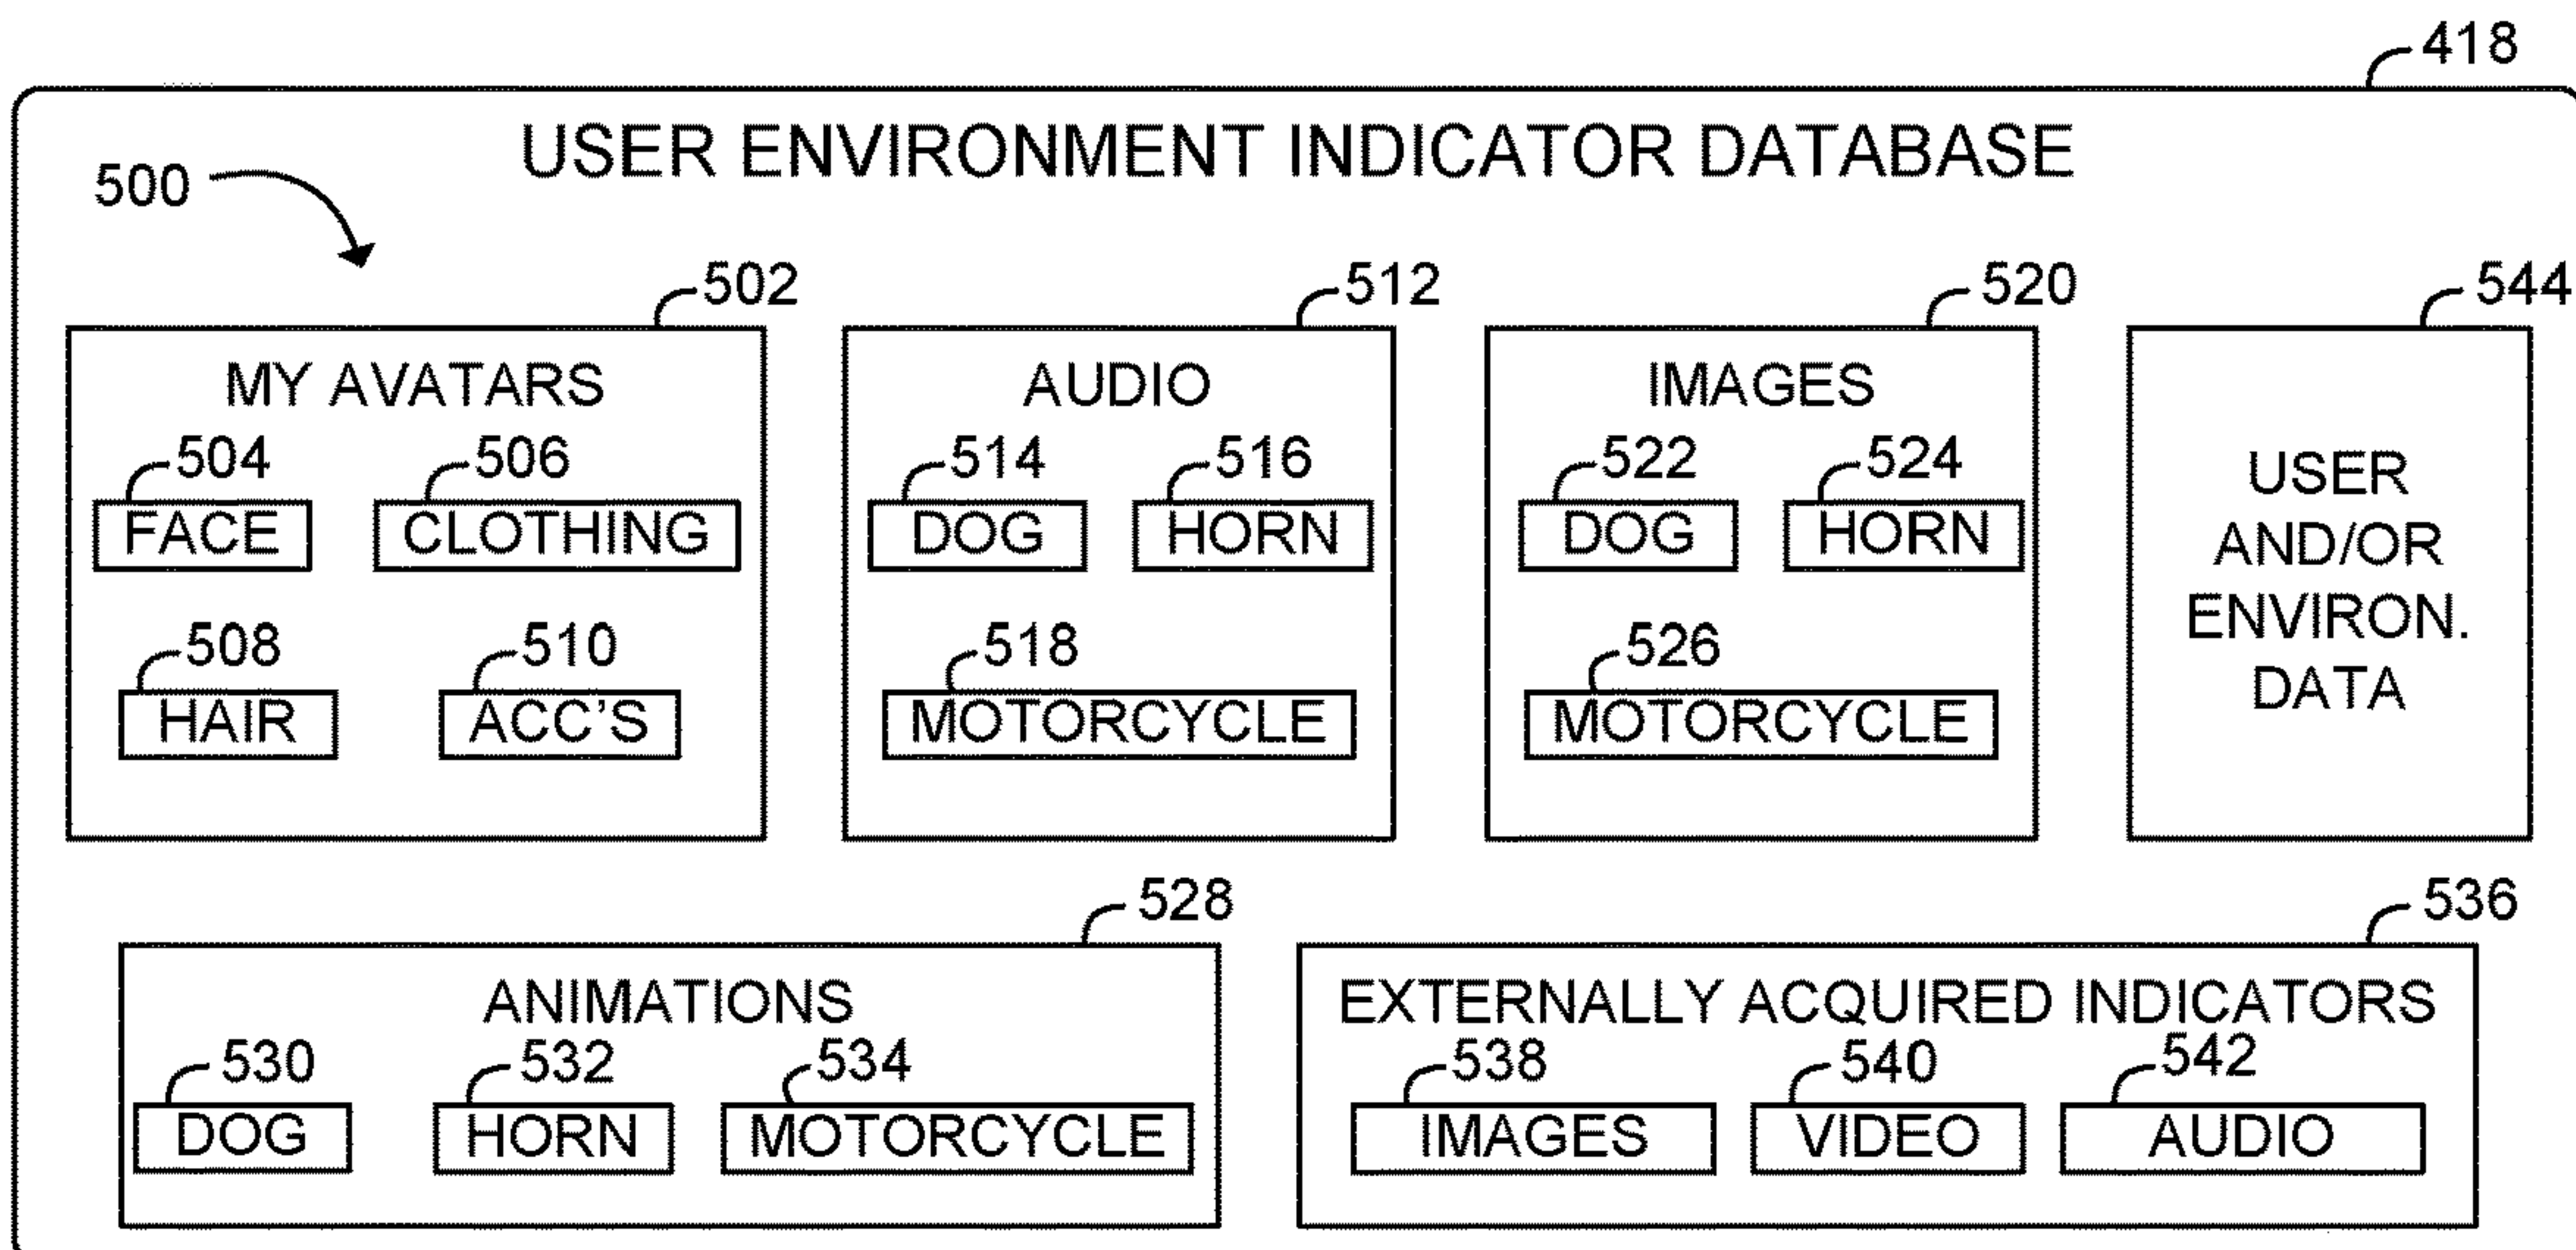 418
USER ENVIRONMENT INDICATOR DATABASE
500
502
512
520
544
MY AVATARS
AUDIO
IMAGES
USER
AND/OR
ENVIRON.
DATA
504
506
514
516
522
524
FACE
CLOTHING
DOG
HORN
DOG
HORN
508
510
518
526
HAIR
ACC'S
MOTORCYCLE
MOTORCYCLE
528
536
ANIMATIONS
EXTERNALLY ACQUIRED INDICATORS
530
532
534
538
540
542
DOG
HORN
MOTORCYCLE
IMAGES
VIDEO
AUDIO